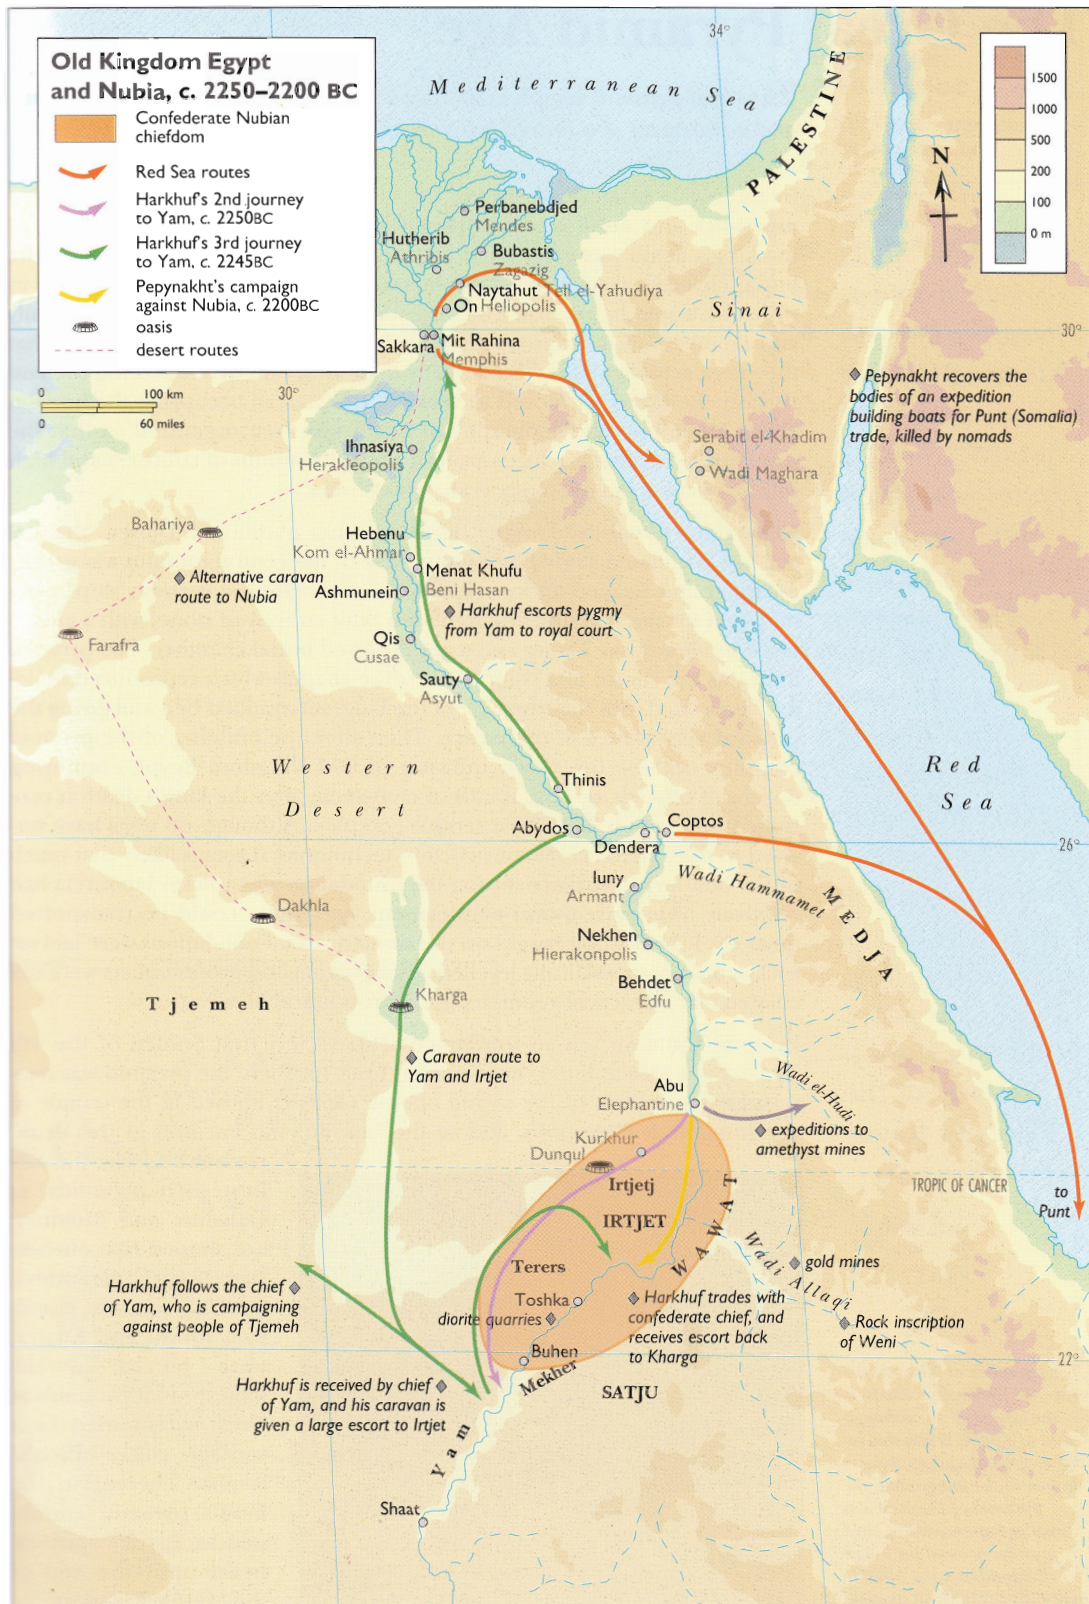 Old Kingdom Egypt
and Nubia, c. 2250–2200 BC
Confederate Nubian
chiefdom
Red Sea routes
Harkhuf's 2nd journey
to Yam, c. 2250BC
Harkhuf's 3rd journey
to Yam, c. 2245BC
Pepynakht's campaign
against Nubia, c. 2200BC
oasis
desert routes
0 100 km
0 60 miles
34°
1500
1000
500
200
100
0 m
N
Mediterranean Sea
PALESTINE
Perbanebdjed
Mendes
Hutherib
Athribis
Bubastis
Zagazig
Naytahut Tell el-Yahudiya
On Heliopolis
Sinai
30°
Sakkara
Mit Rahina
Memphis
30°
Pepynakht recovers the
bodies of an expedition
building boats for Punt (Somalia)
trade, killed by nomads
Serabit el-Khadim
Wadi Maghara
Ihnasiya
Herakleopolis
Bahariya
Hebenu
Kom el-Ahmar
Menat Khufu
Beni Hasan
Ashmunein
Alternative caravan
route to Nubia
Harkhuf escorts pygmy
from Yam to royal court
Farafra
Qis
Cusae
Sauty
Asyut
Western
Desert
Red
Sea
Thinis
Abydos
Dendera
Coptos
26°
Iuny
Armant
Wadi Hammamet
MEDJA
Dakhla
Nekhen
Hierakonpolis
Behdet
Edfu
Tjemeh
Kharga
Caravan route to
Yam and Irtjet
Abu
Elephantine
Wadi el-Hudi
expeditions to
amethyst mines
Kurkhur
Dunqul
TROPIC OF CANCER
to
Punt
Irtjetj
IRTJET
WAWAT
Terers
Wadi Allaqi
gold mines
Harkhuf follows the chief
of Yam, who is campaigning
against people of Tjemeh
Toshka
diorite quarries
Harkhuf trades with
confederate chief, and
receives escort back
to Kharga
Rock inscription
of Weni
Buhen
22°
Mekher
SATJU
Harkhuf is received by chief
of Yam, and his caravan is
given a large escort to Irtjet
Yam
Shaat